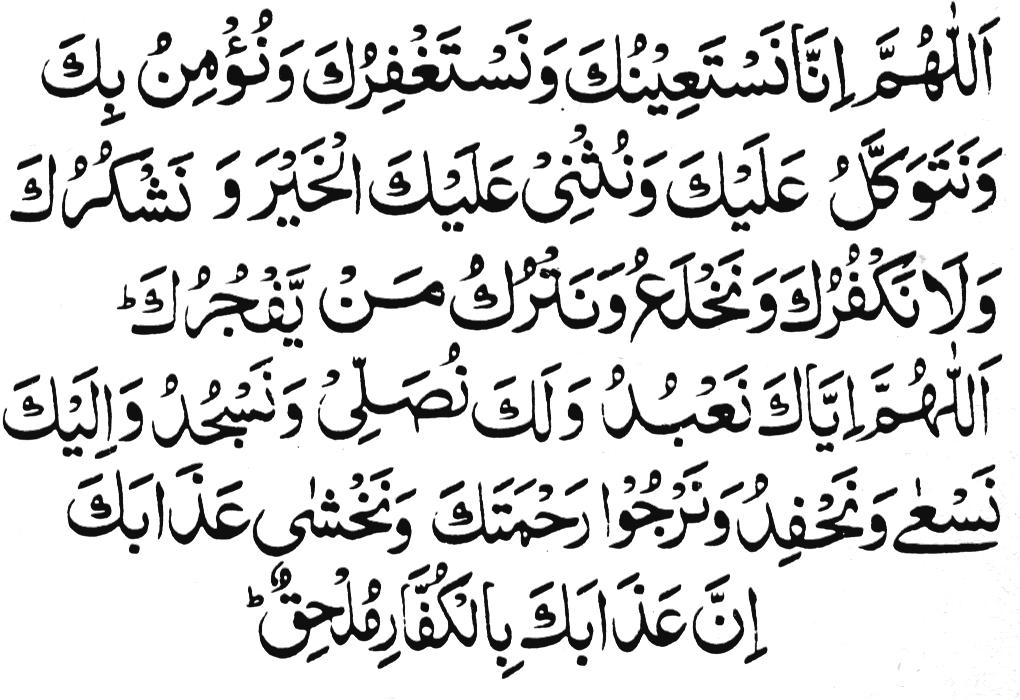 اَللّٰهُمَّ اِنَّا نَسْتَعِيْنُكَ وَنَسْتَغْفِرُكَ وَنُؤْمِنُ بِكَ
وَنَتَوَكَّلُ عَلَيْكَ وَنُثْنِيْ عَلَيْكَ الْخَيْرَ وَ نَشْكُرُكَ
وَلَا نَكْفُرُكَ وَنَخْلَعُ وَنَتْرُكُ مَنْ يَّفْجُرُكَ ؕ
اَللّٰهُمَّ اِيَّاكَ نَعْبُدُ وَلَكَ نُصَلِّيْ وَنَسْجُدُ وَاِلَيْكَ
نَسْعٰى وَنَحْفِدُ وَنَرْجُوْا رَحْمَتَكَ وَنَخْشٰى عَذَابَكَ
اِنَّ عَذَابَكَ بِالْكُفَّارِ مُلْحِقٌ ؕ